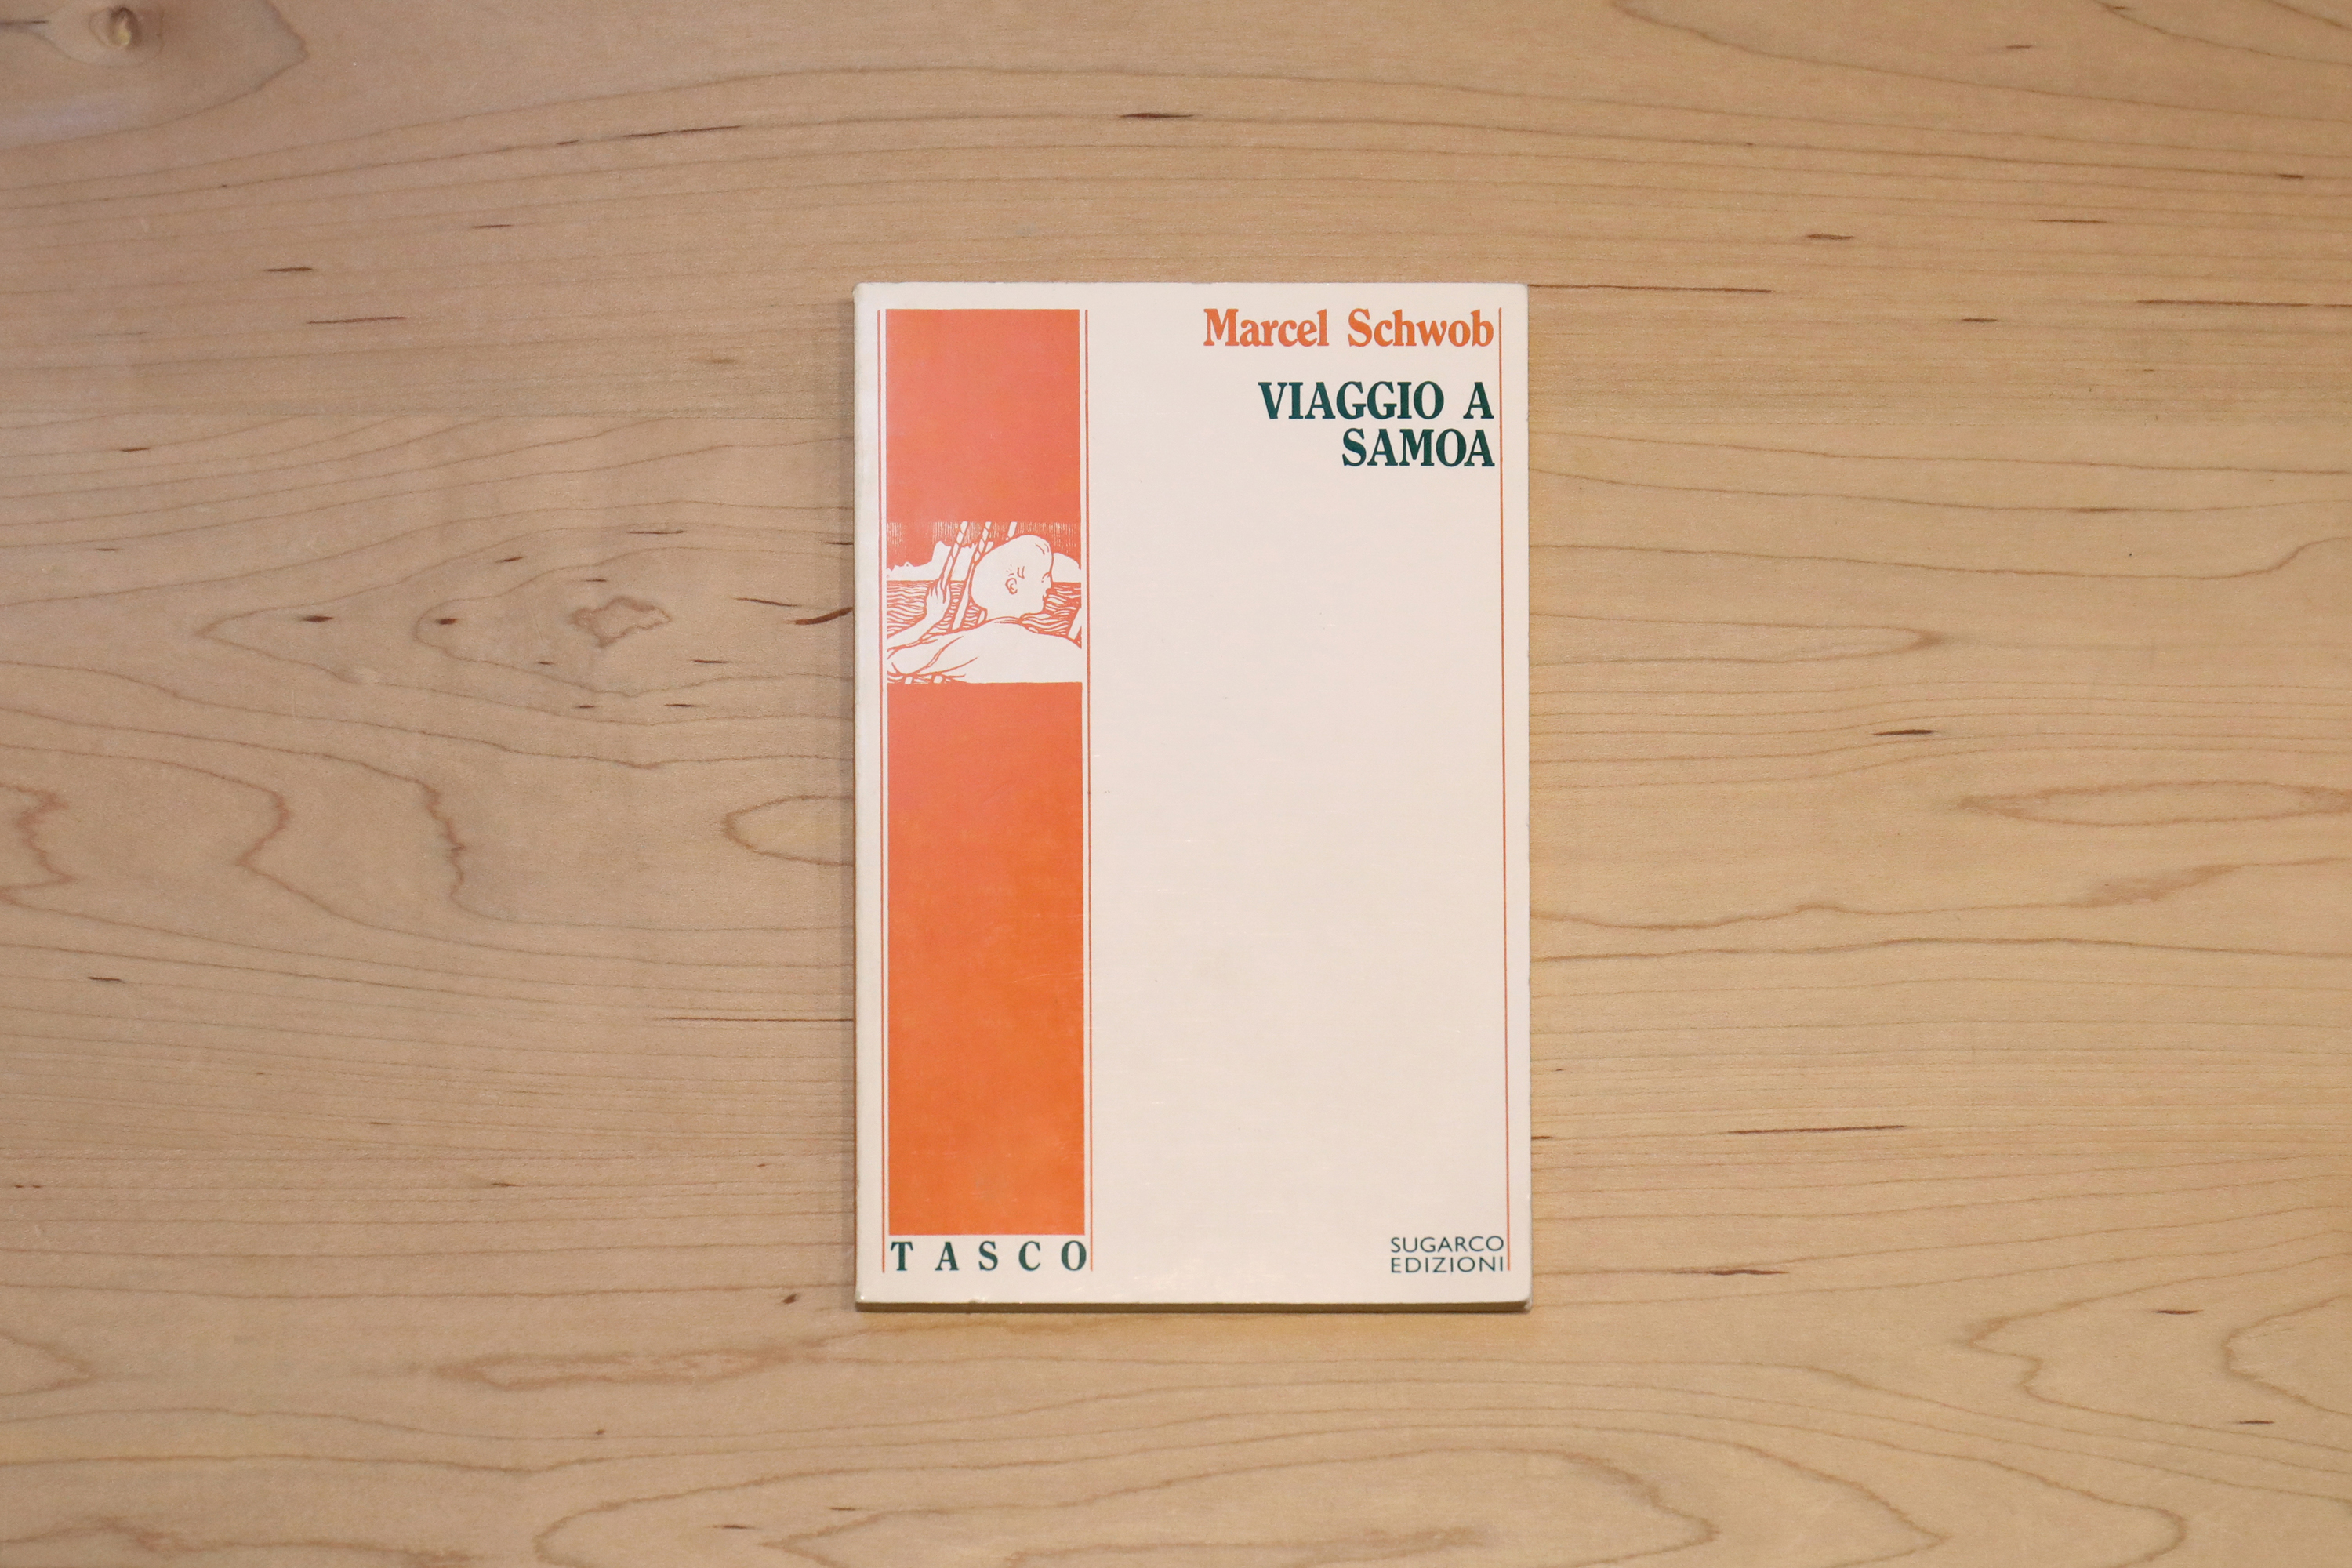 Marcel Schwob
VIAGGIO A
SAMOA
TASCO
SUGARCO
EDIZIONI